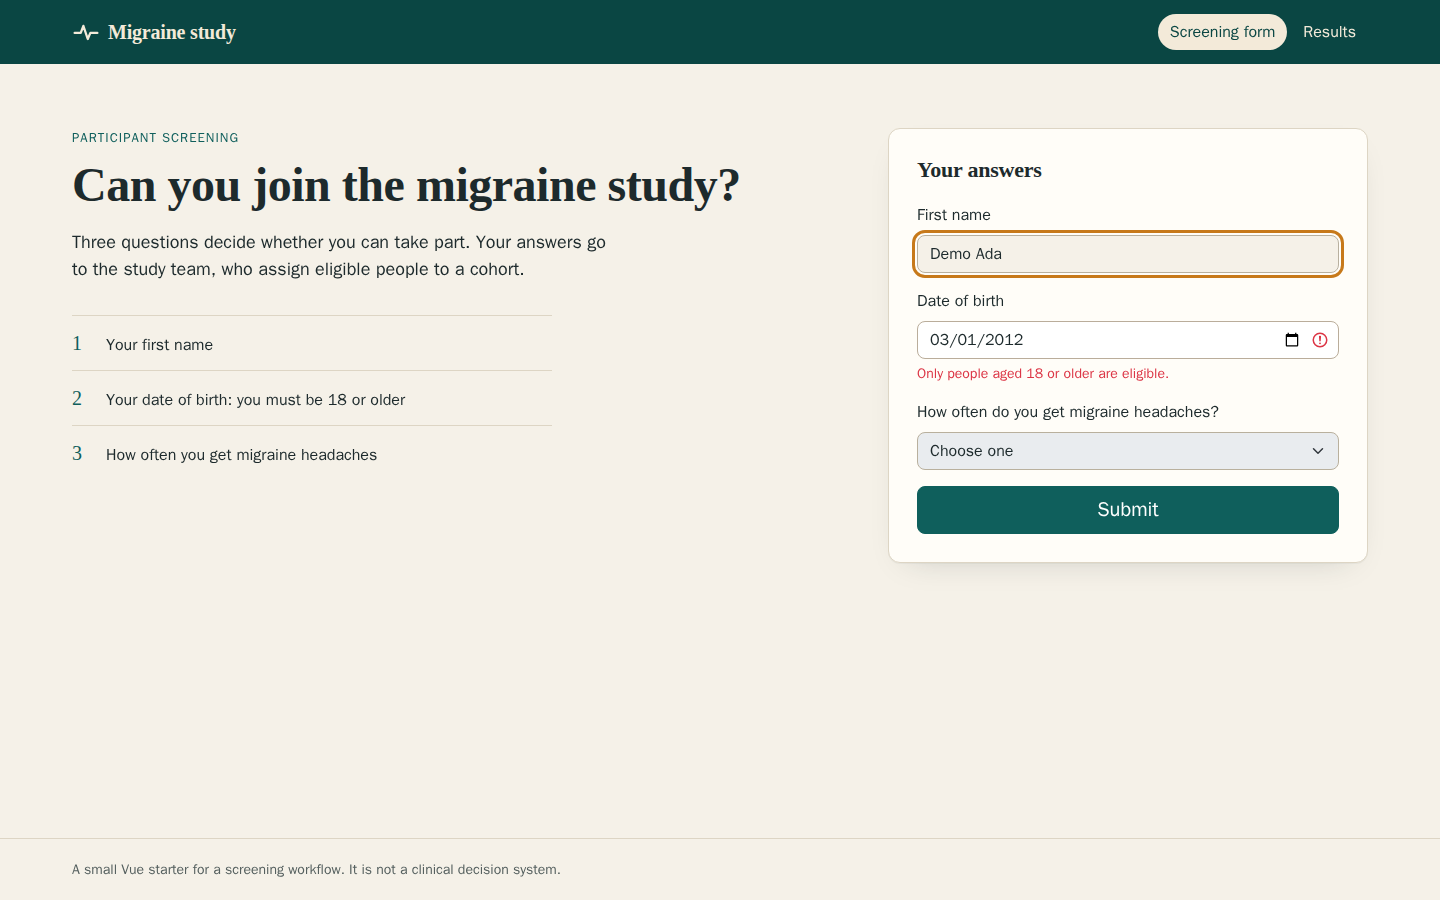 Migraine study
Screening form
Results
PARTICIPANT SCREENING
Can you join the migraine study?
Three questions decide whether you can take part. Your answers go
to the study team, who assign eligible people to a cohort.
1 Your first name
2 Your date of birth: you must be 18 or older
3 How often you get migraine headaches
Your answers
First name
Demo Ada
Date of birth
03/01/2012
Only people aged 18 or older are eligible.
How often do you get migraine headaches?
Choose one
Submit
A small Vue starter for a screening workflow. It is not a clinical decision system.